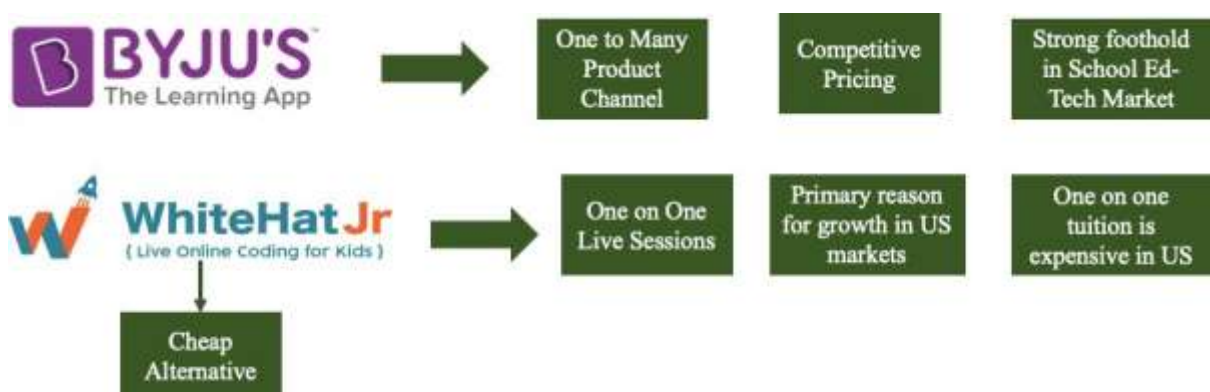 BYJU'S
The Learning App
One to Many
Product
Channel
Competitive
Pricing
Strong foothold
in School Ed-
Tech Market
WhiteHat Jr
{ Live Online Coding for Kids }
One on One
Live Sessions
Primary reason
for growth in US
markets
One on one
tuition is
expensive in US
Cheap
Alternative